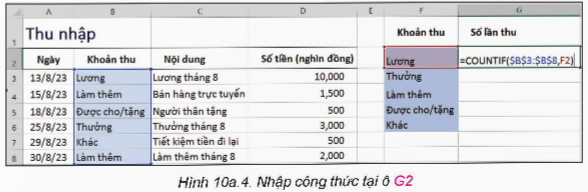 A B C D E F G
1 Thu nhập Khoản thu Số lần thu
2 Ngày Khoản thu Nội dung Số tiền (nghìn đồng) Lương =COUNTIF($B$3:$B$8,F2)
3 13/8/23 Lương Lương tháng 8 10,000 Thưởng
4 15/8/23 Làm thêm Bán hàng trực tuyến 1,500 Làm thêm
5 18/8/23 Được cho/tặng Người thân tặng 500 Được cho/tặng
6 25/8/23 Thưởng Thưởng tháng 8 3,000 Khác
7 29/8/23 Khác Tiết kiệm tiền đi lại 500
8 30/8/23 Làm thêm Làm thêm tháng 8 2,000
Hình 10a.4. Nhập công thức tại ô G2